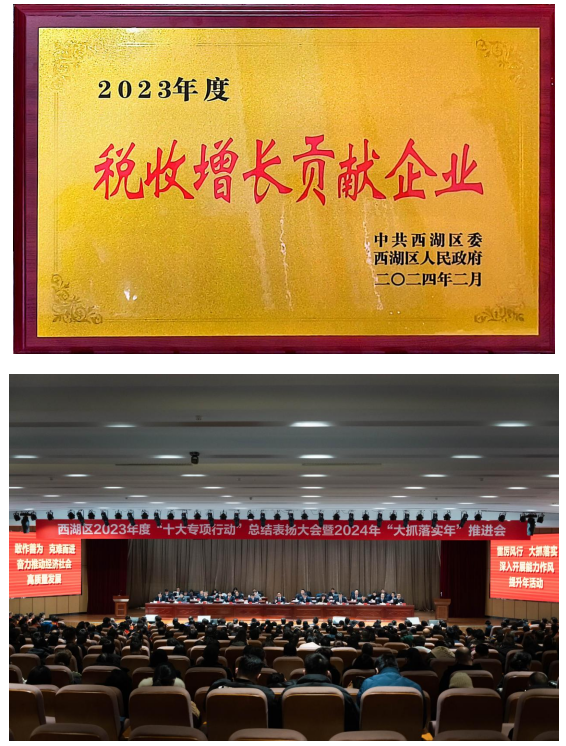 2023年度
税收增长贡献企业
中共西湖区委
西湖区人民政府
二〇二四年二月
西湖区2023年度“十大专项行动”总结表扬大会暨2024年“大抓落实年”推进会
敢作善为 克难而进
奋力推动经济社会
高质量发展
雷厉风行 大抓落实
深入开展能力作风
提升年活动